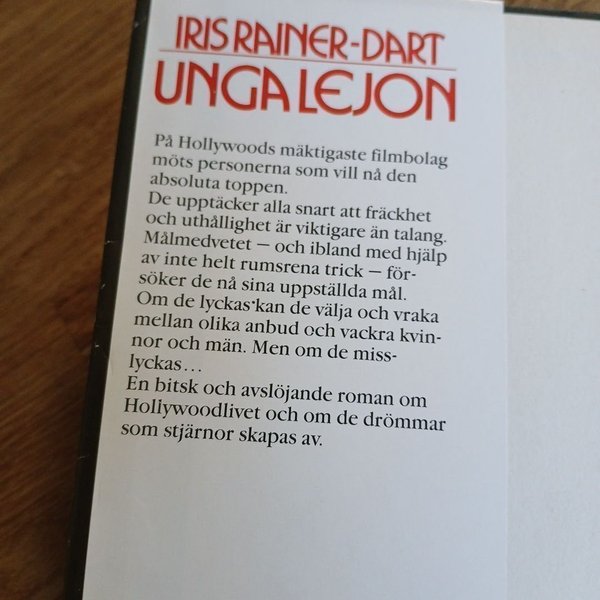 IRIS RAINER-DART
UNGA LEJON
På Hollywoods mäktigaste filmbolag
möts personerna som vill nå den
absoluta toppen.
De upptäcker alla snart att fräckhet
och uthållighet är viktigare än talang.
Målmedvetet – och ibland med hjälp
av inte helt rumsrena trick – för-
söker de nå sina uppställda mål.
Om de lyckas kan de välja och vraka
mellan olika anbud och vackra kvin-
nor och män. Men om de miss-
lyckas...
En bitsk och avslöjande roman om
Hollywoodlivet och om de drömmar
som stjärnor skapas av.